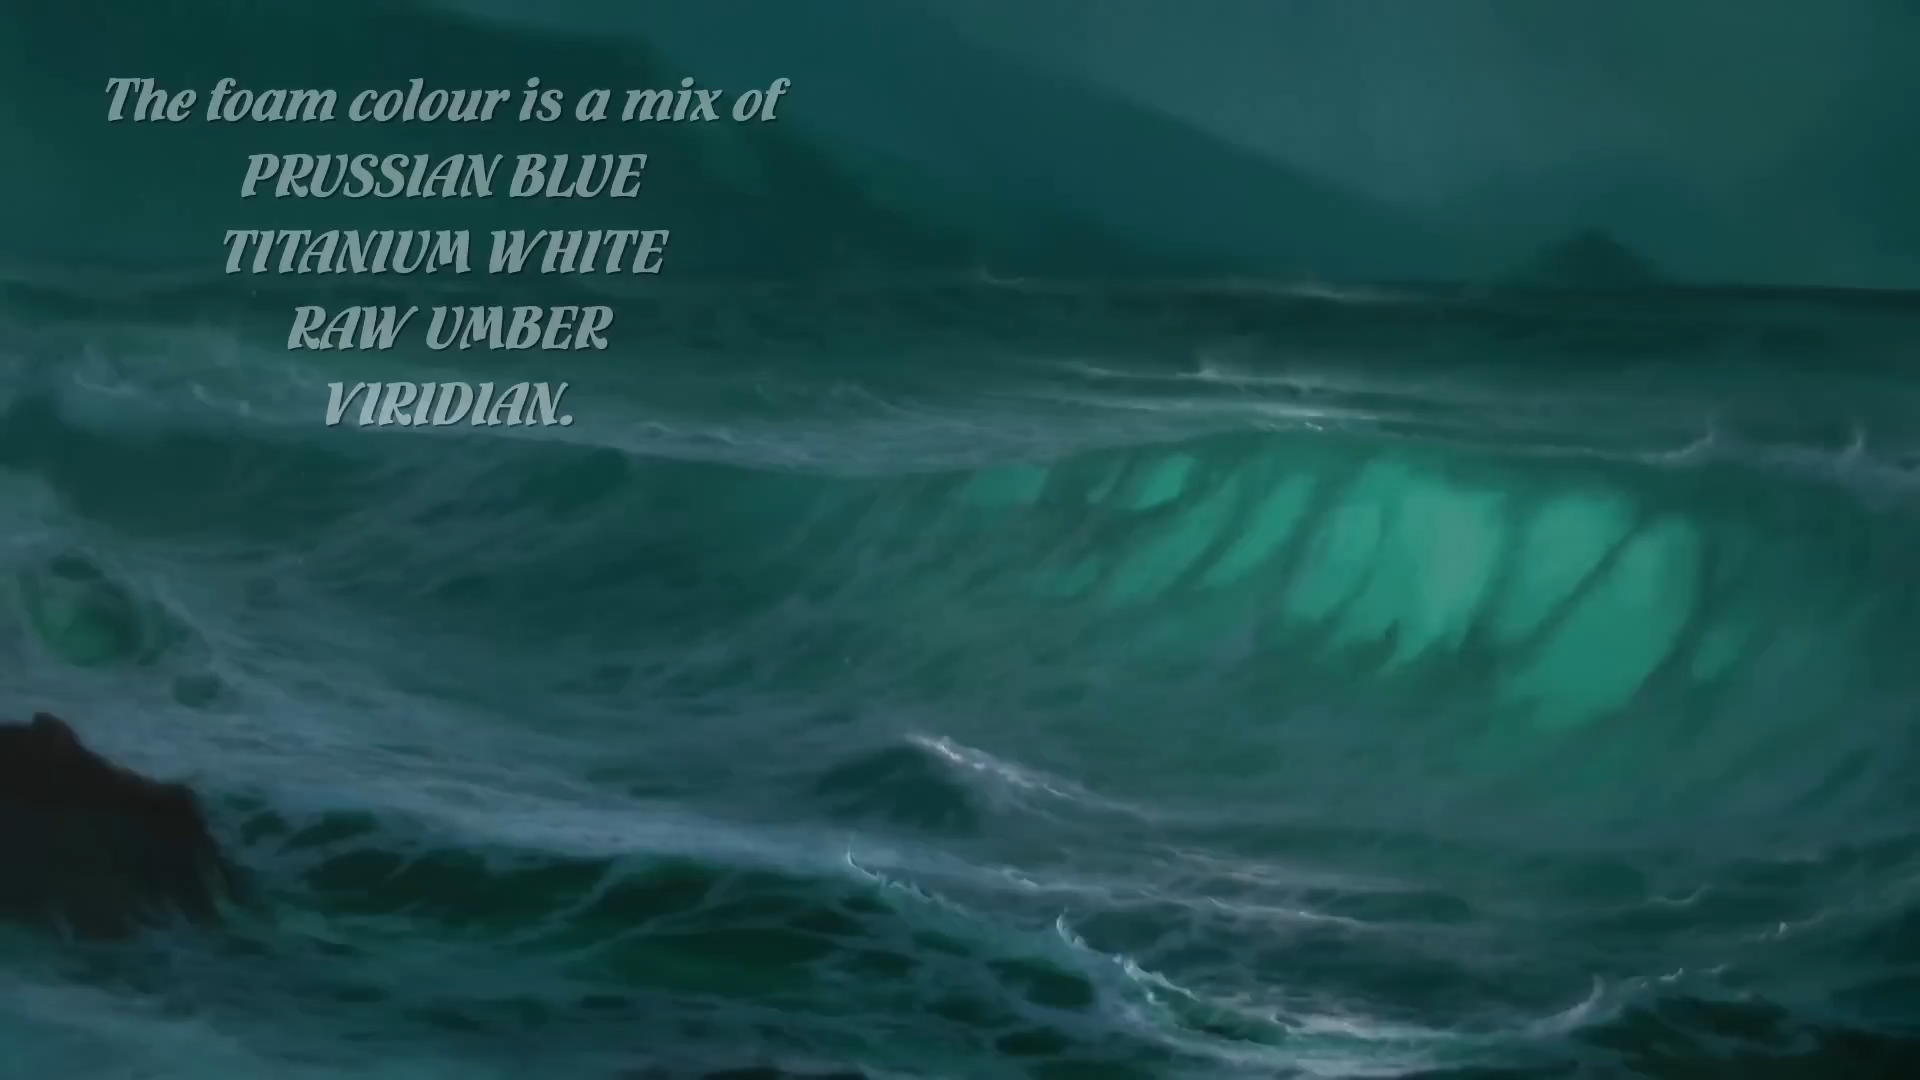 The foam colour is a mix of
PRUSSIAN BLUE
TITANIUM WHITE
RAW UMBER
VIRIDIAN.